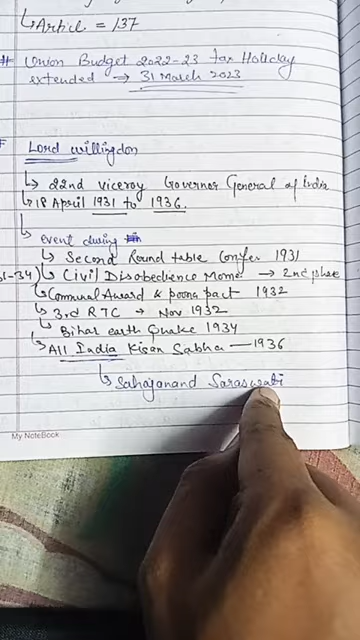 ↳ Article = 137
# Union Budget 2022-23 Tax Holiday
extended → 31 March 2023
Lord willingdon
↳ 22nd viceroy Governor General of India
↳ 18 April 1931 to 1936.
↳ event during
↳ Second Round table Confer 1931
31-34) ↳ Civil Disobedience Mome → 2nd phase
↳ Communal Award & poona pact 1932
↳ 3rd RTC → Nov 1932
↳ Bihar earth Quake 1934
↳ All India Kisan Sabha — 1936
↳ Sahajanand Saraswati
My NoteBook